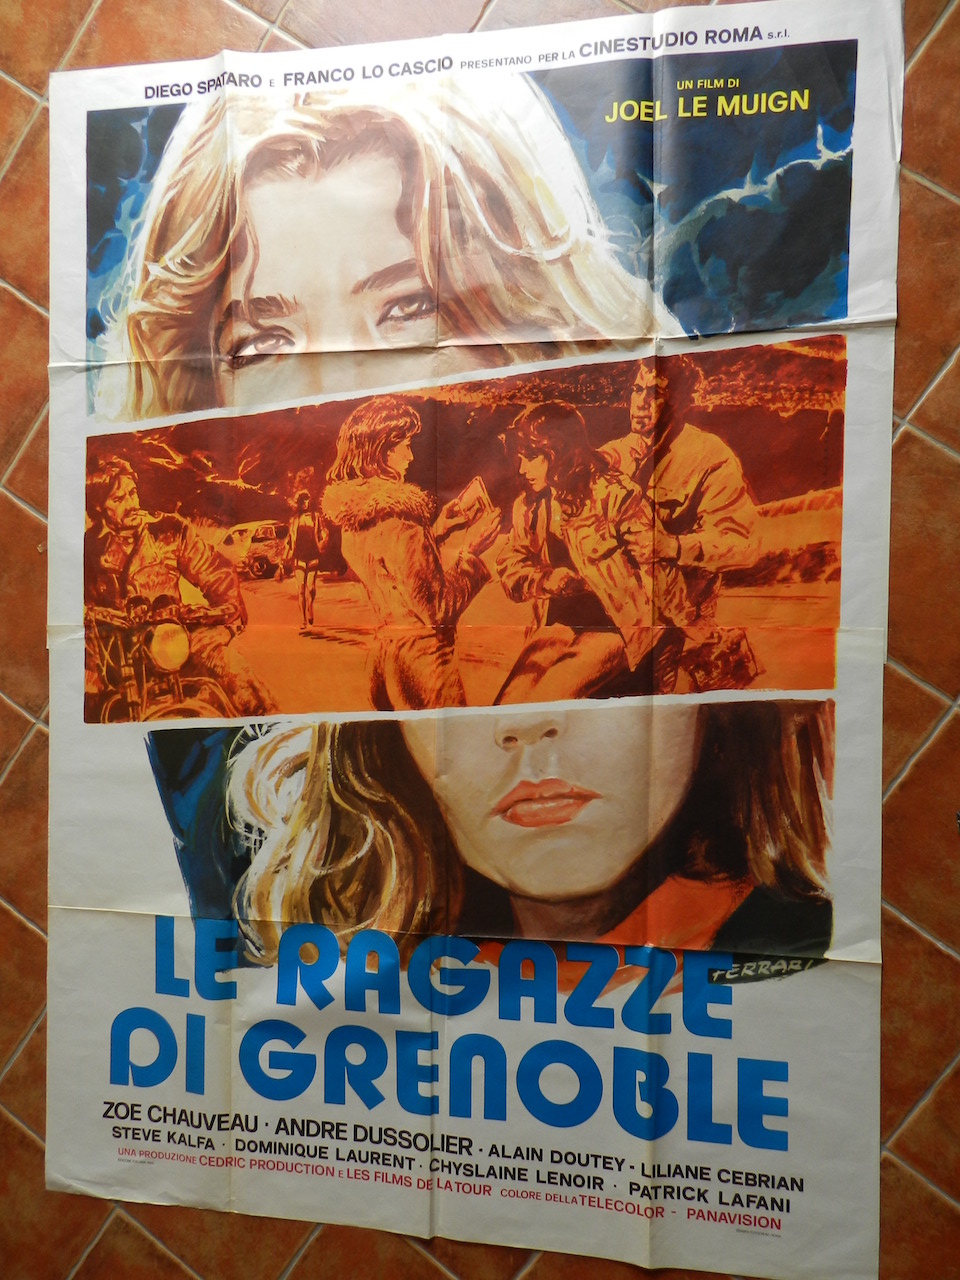 DIEGO SPATARO E FRANCO LO CASCIO PRESENTANO PER LA CINESTUDIO ROMA s.r.l.
UN FILM DI
JOEL LE MUIGN
FERRARI
LE RAGAZZE
DI GRENOBLE
ZOE CHAUVEAU · ANDRE DUSSOLIER · ALAIN DOUTEY - LILIANE CEBRIAN
STEVE KALFA · DOMINIQUE LAURENT · CHYSLAINE LENOIR · PATRICK LAFANI
UNA PRODUZIONE CEDRIC PRODUCTION E LES FILMS DE LA TOUR COLORE DELLA TELECOLOR - PANAVISION